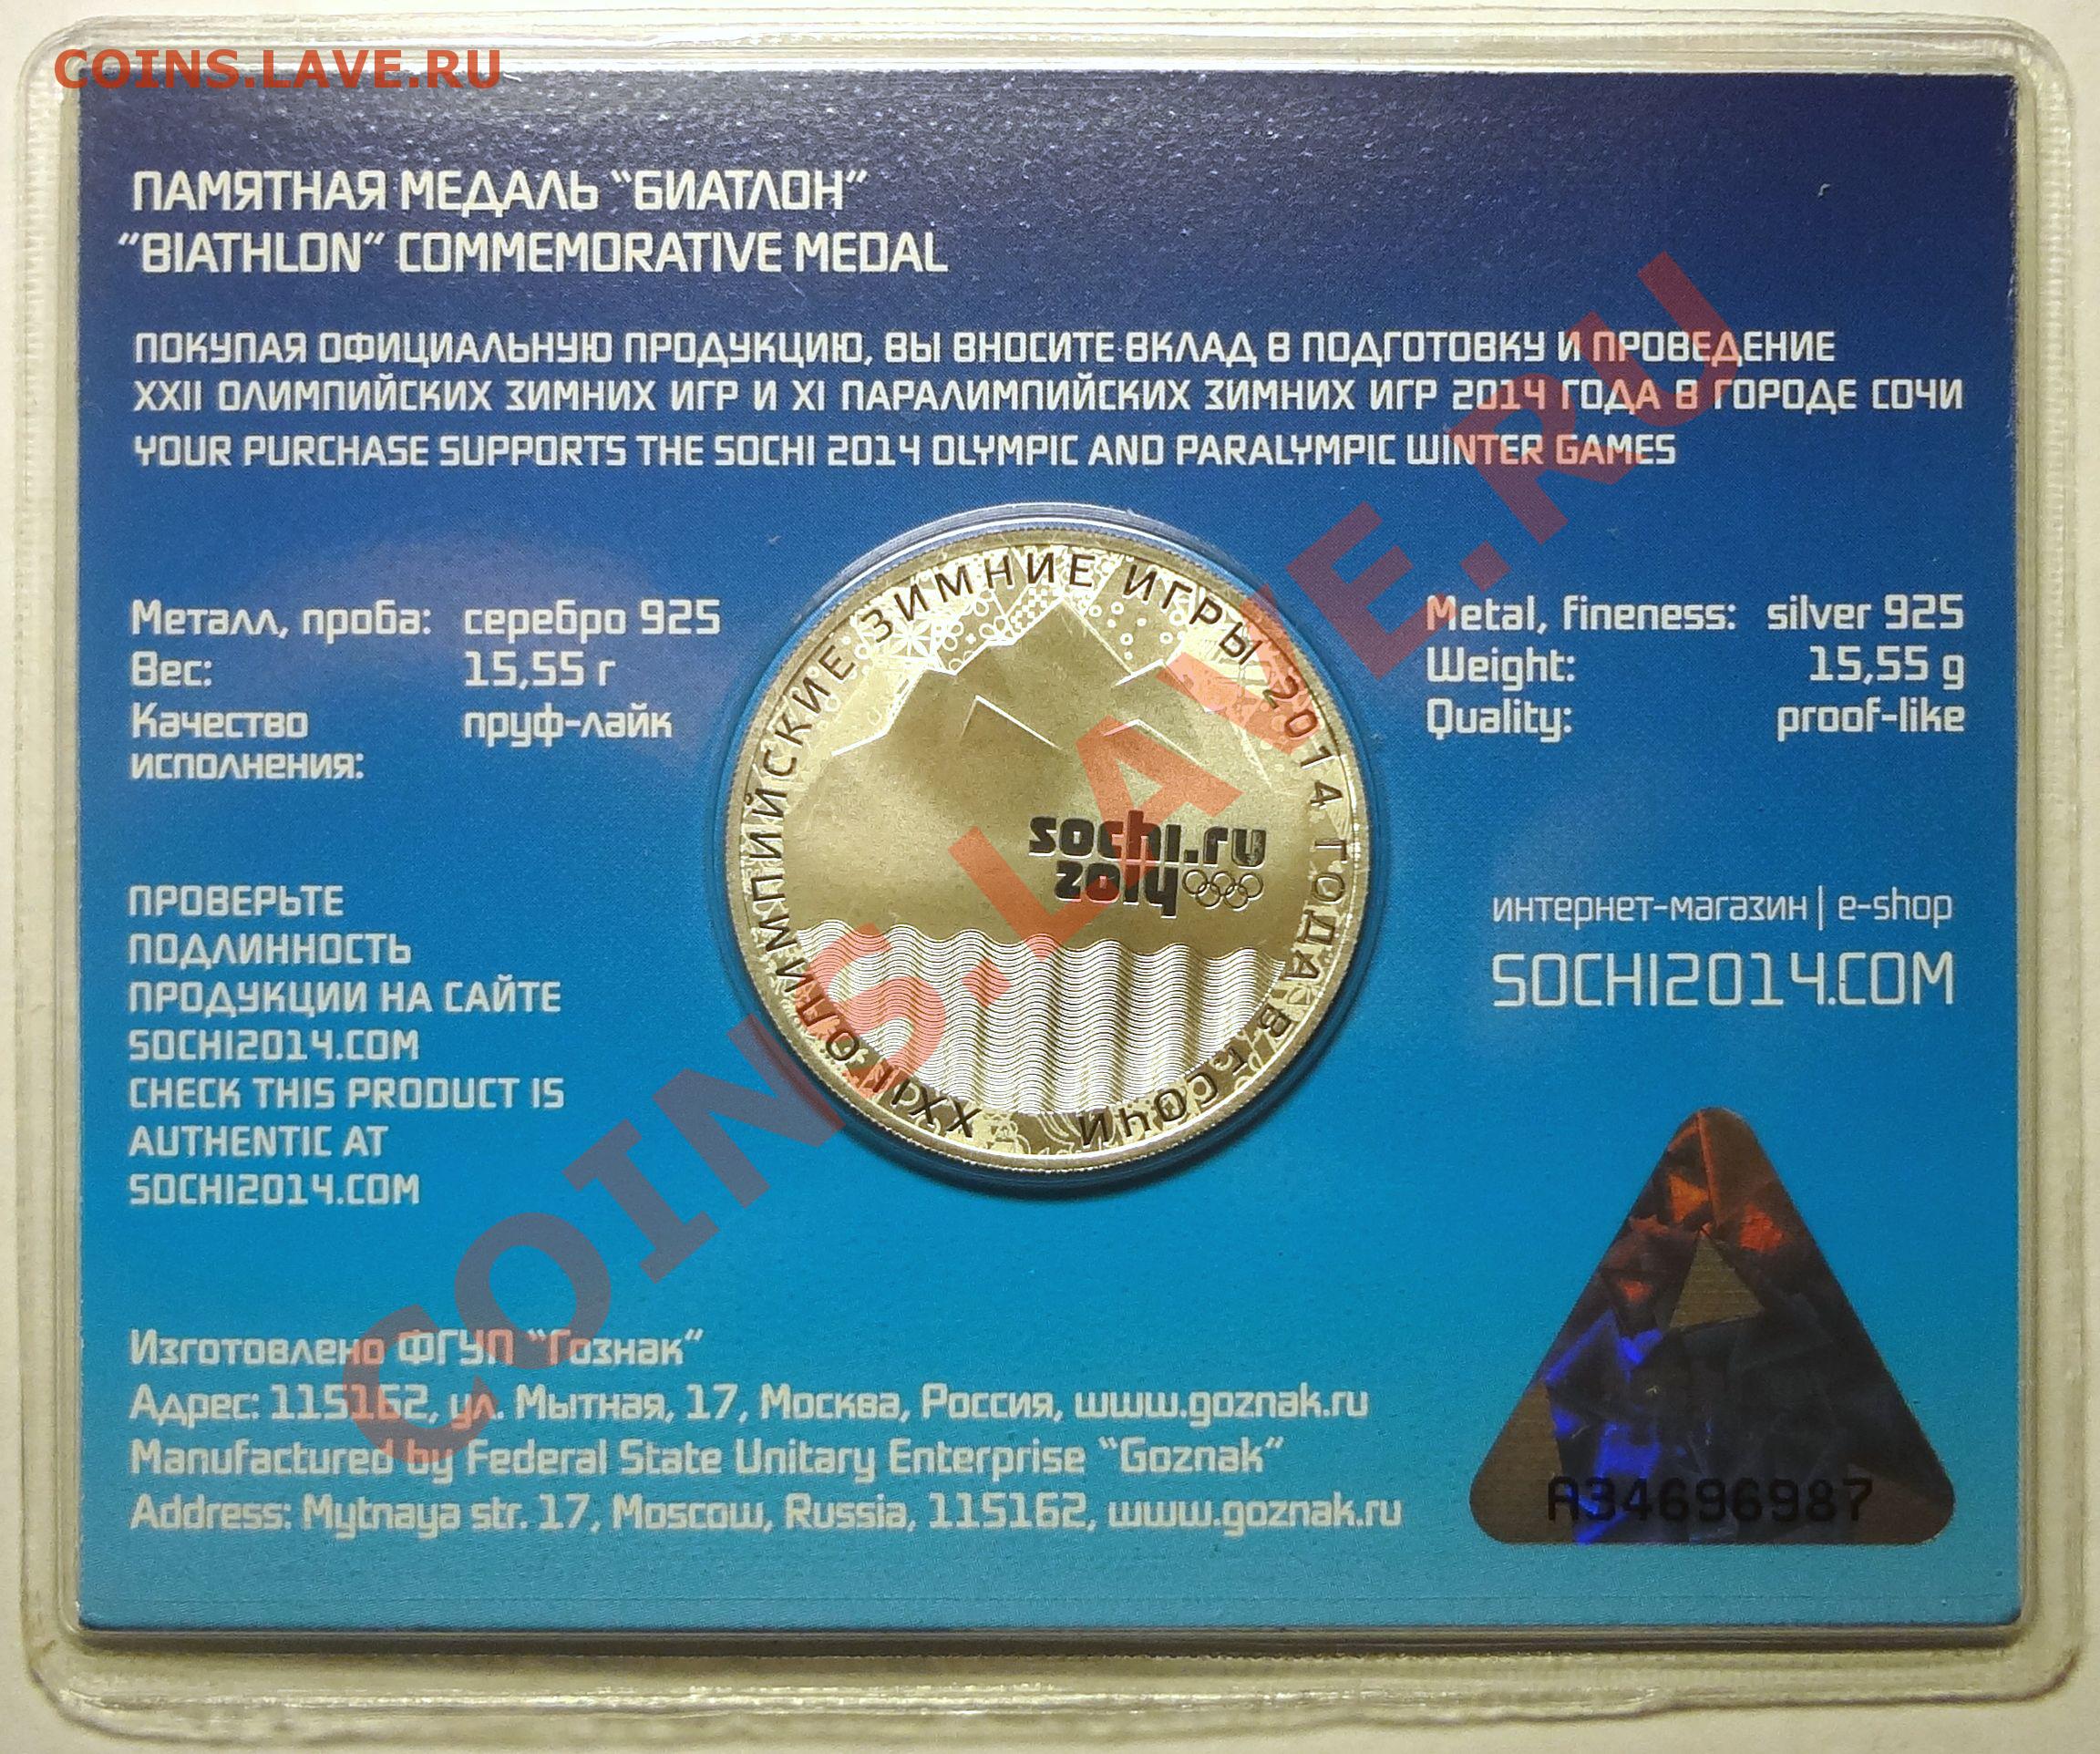 COINS.LAVE.RU
ПАМЯТНАЯ МЕДАЛЬ “БИАТЛОН”
“BIATHLON” COMMEMORATIVE MEDAL
ПОКУПАЯ ОФИЦИАЛЬНУЮ ПРОДУКЦИЮ, ВЫ ВНОСИТЕ ВКЛАД В ПОДГОТОВКУ И ПРОВЕДЕНИЕ
XXII ОЛИМПИЙСКИХ ЗИМНИХ ИГР И XI ПАРАЛИМПИЙСКИХ ЗИМНИХ ИГР 2014 ГОДА В ГОРОДЕ СОЧИ
YOUR PURCHASE SUPPORTS THE SOCHI 2014 OLYMPIC AND PARALYMPIC WINTER GAMES
Металл, проба: серебро 925
Вес: 15,55 г
Качество пруф-лайк
исполнения:
XXII ОЛИМПИЙСКИЕ ЗИМНИЕ ИГРЫ 2014 ГОДА В Г. СОЧИ
sochi.ru
2014
Metal, fineness: silver 925
Weight: 15,55 g
Quality: proof-like
ПРОВЕРЬТЕ
ПОДЛИННОСТЬ
ПРОДУКЦИИ НА САЙТЕ
SOCHI2014.COM
CHECK THIS PRODUCT IS
AUTHENTIC AT
SOCHI2014.COM
интернет-магазин | e-shop
SOCHI2014.COM
Изготовлено ФГУП “Гознак”
Адрес: 115162, ул. Мытная, 17, Москва, Россия, www.goznak.ru
Manufactured by Federal State Unitary Enterprise “Goznak”
Address: Mytnaya str. 17, Moscow, Russia, 115162, www.goznak.ru
A34696987
COINS.LAVE.RU